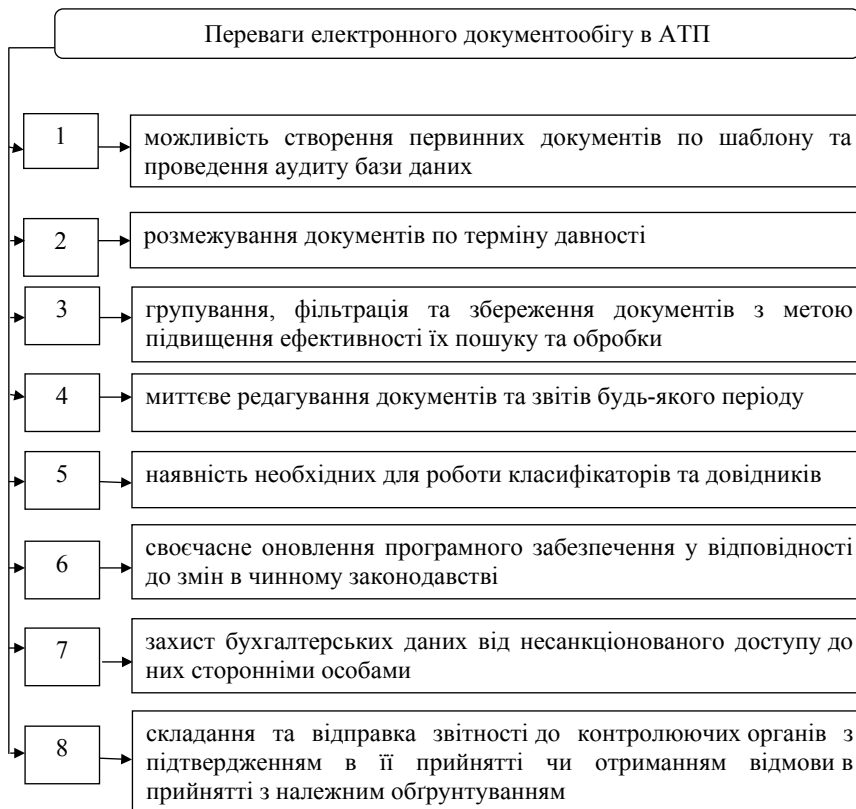 Переваги електронного документообігу в АТП
1
можливість створення первинних документів по шаблону та
проведення аудиту бази даних
2
розмежування документів по терміну давності
3
групування, фільтрація та збереження документів з метою
підвищення ефективності їх пошуку та обробки
4
миттєве редагування документів та звітів будь-якого періоду
5
наявність необхідних для роботи класифікаторів та довідників
6
своєчасне оновлення програмного забезпечення у відповідності
до змін в чинному законодавстві
7
захист бухгалтерських даних від несанкціонованого доступу до
них сторонніми особами
8
складання та відправка звітності до контролюючих органів з
підтвердженням в її прийнятті чи отриманням відмови в
прийнятті з належним обґрунтуванням